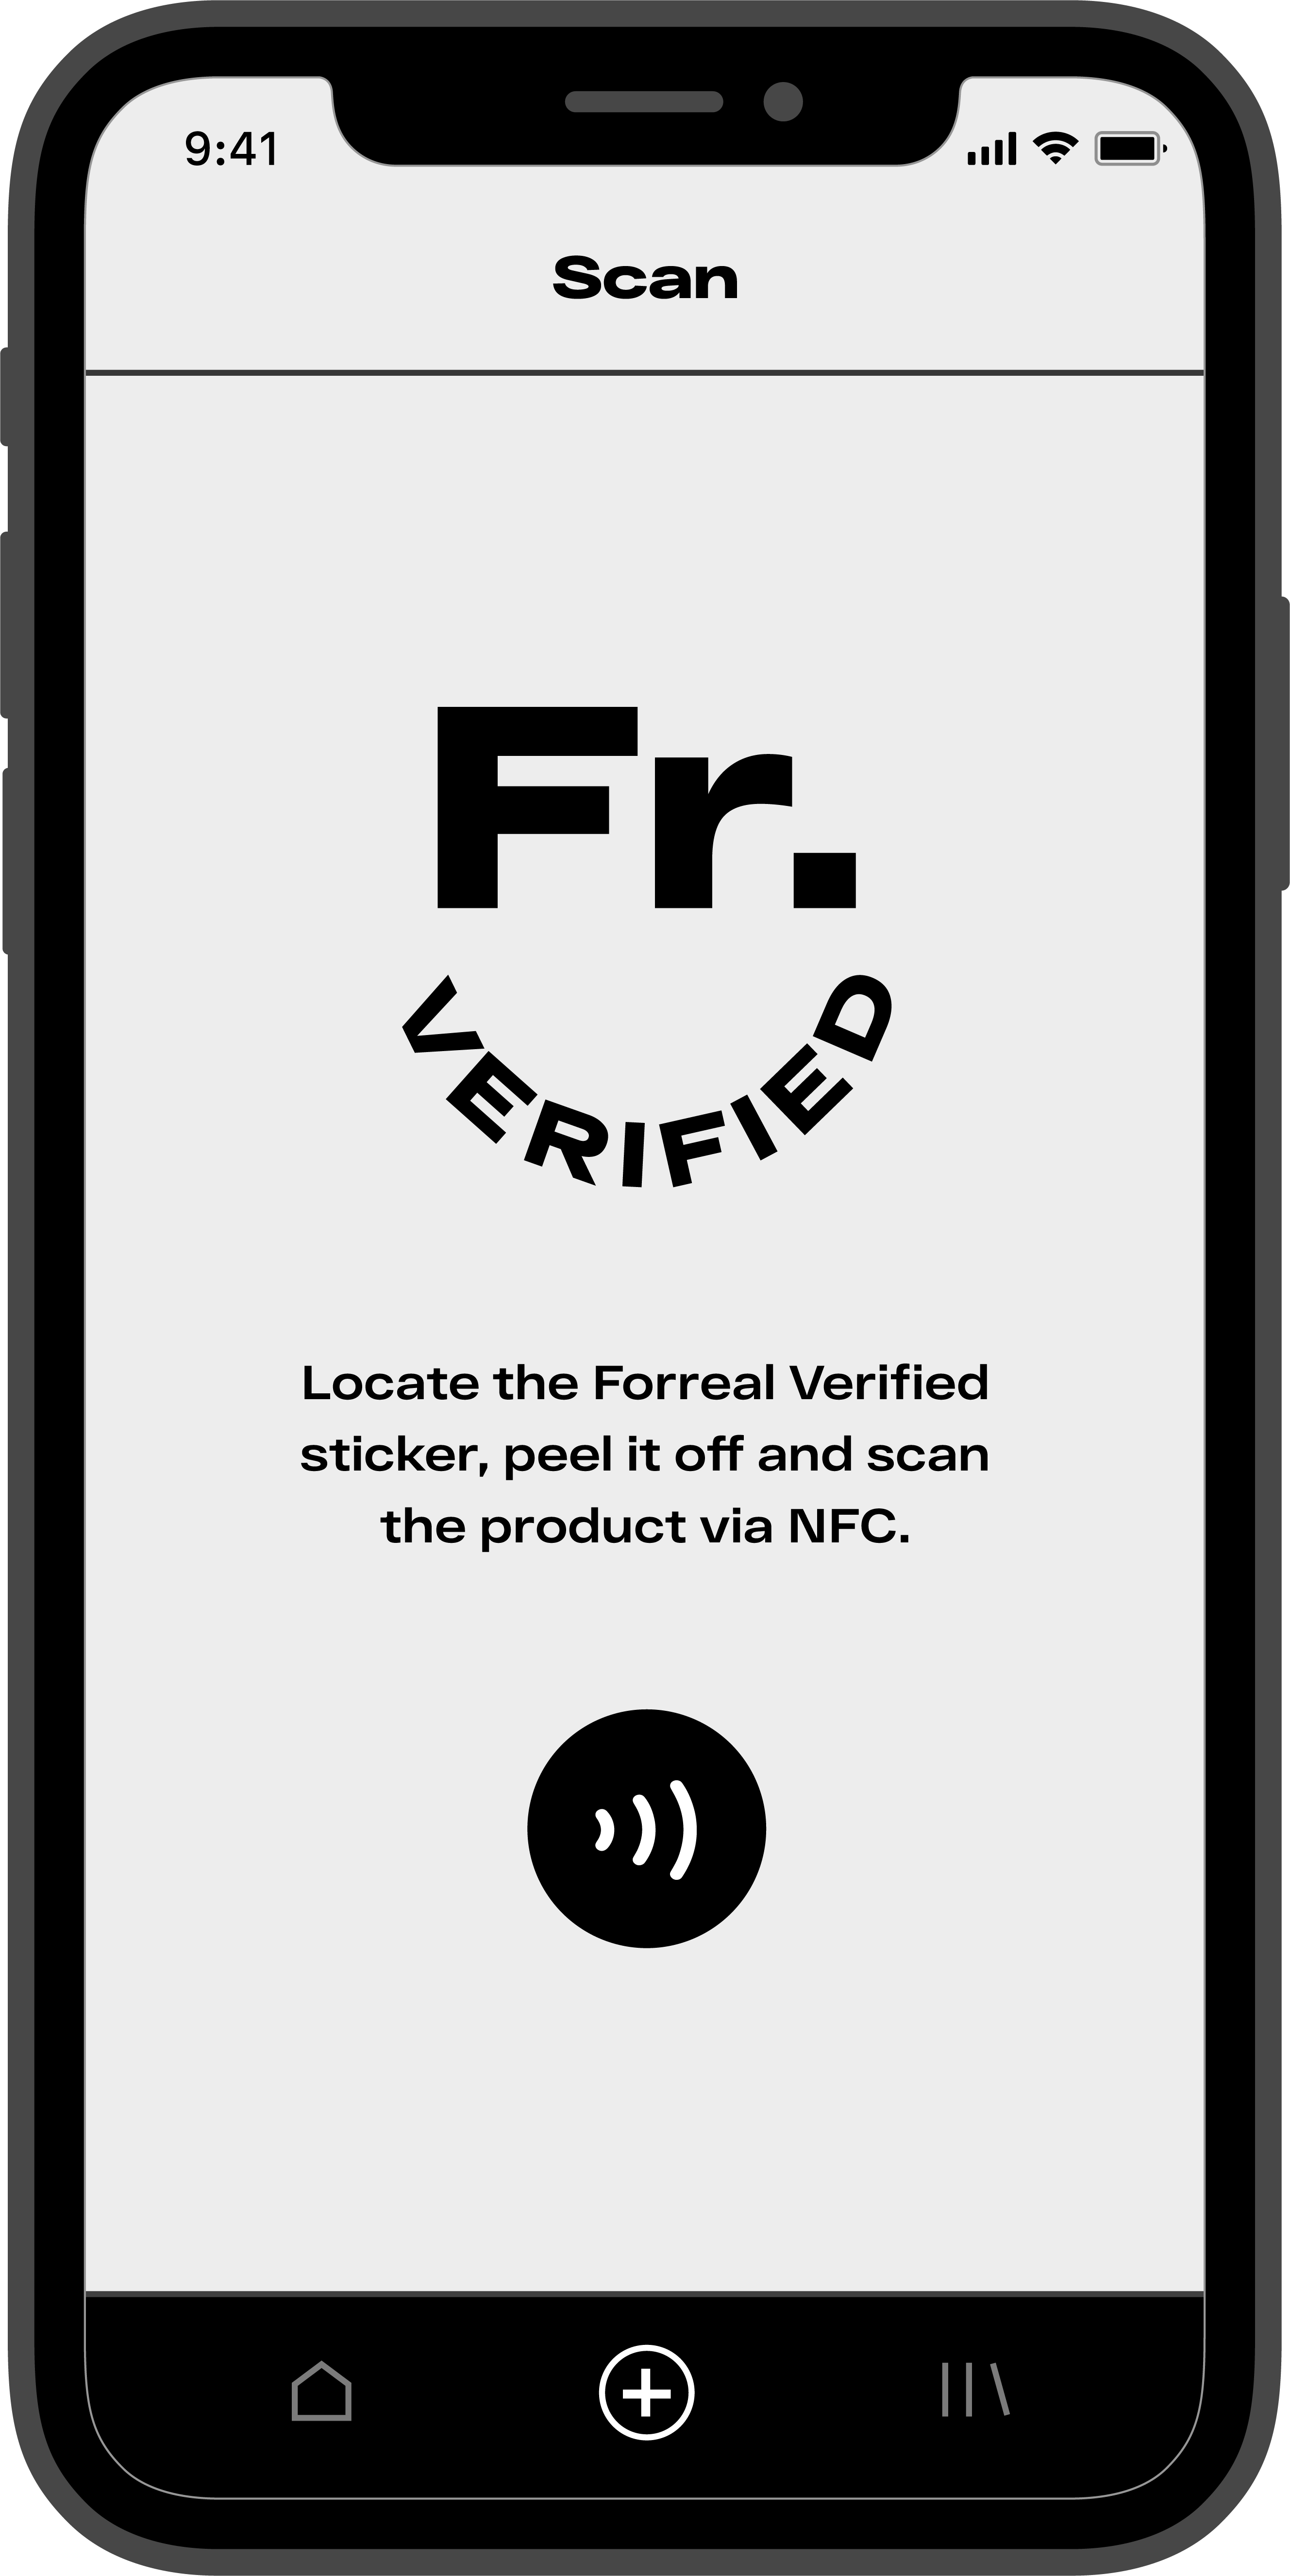 9:41
Scan
Fr.
VERIFIED
Locate the Forreal Verified
sticker, peel it off and scan
the product via NFC.